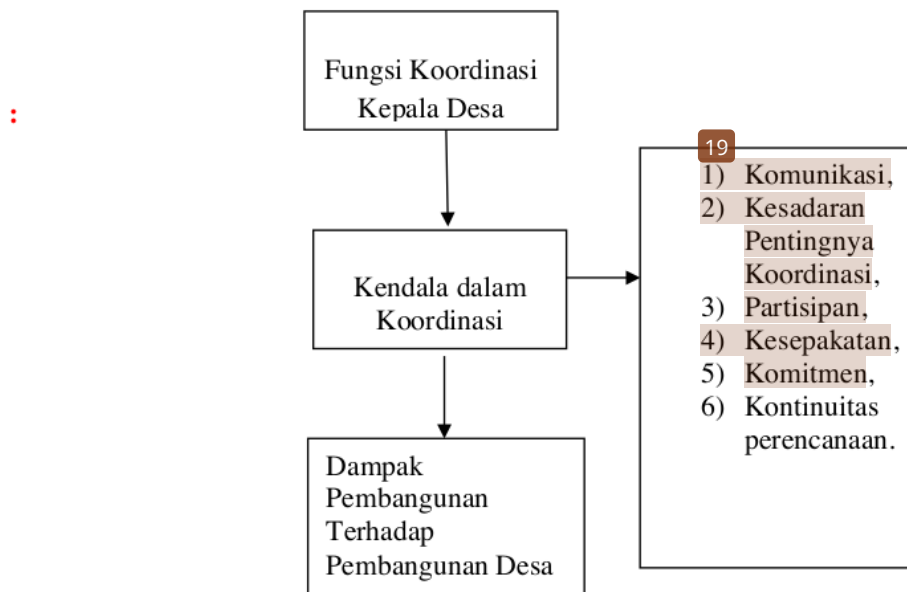 Fungsi Koordinasi
Kepala Desa
:
19
1) Komunikasi,
2) Kesadaran
Pentingnya
Koordinasi,
3) Partisipan,
4) Kesepakatan,
5) Komitmen,
6) Kontinuitas
perencanaan.
Kendala dalam
Koordinasi
Dampak
Pembangunan
Terhadap
Pembangunan Desa